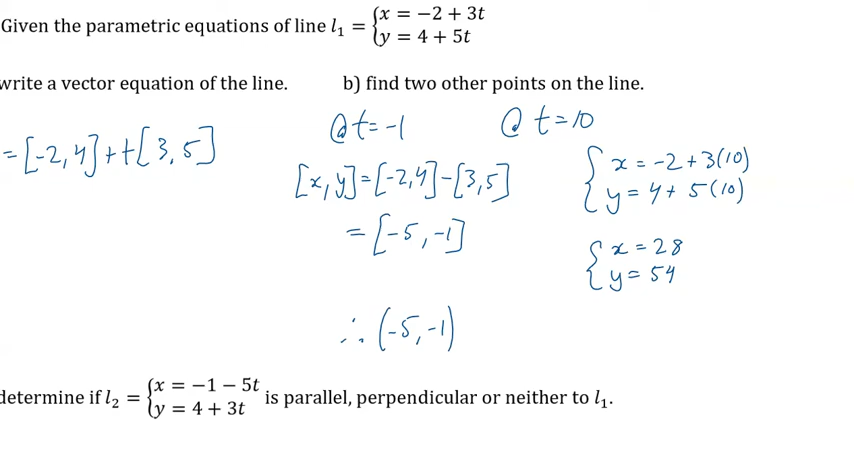 Given the parametric equations of line l₁ = {x = −2 + 3t
y = 4 + 5t
write a vector equation of the line. b) find two other points on the line.
= [-2, 4] + t[3, 5]
@ t = -1
[x, y] = [-2, 4] - [3, 5]
= [-5, -1]
∴ (-5, -1)
@ t = 10
{x = -2 + 3(10)
y = 4 + 5(10)
{x = 28
y = 54
determine if l₂ = {x = −1 − 5t
y = 4 + 3t
is parallel, perpendicular or neither to l₁.